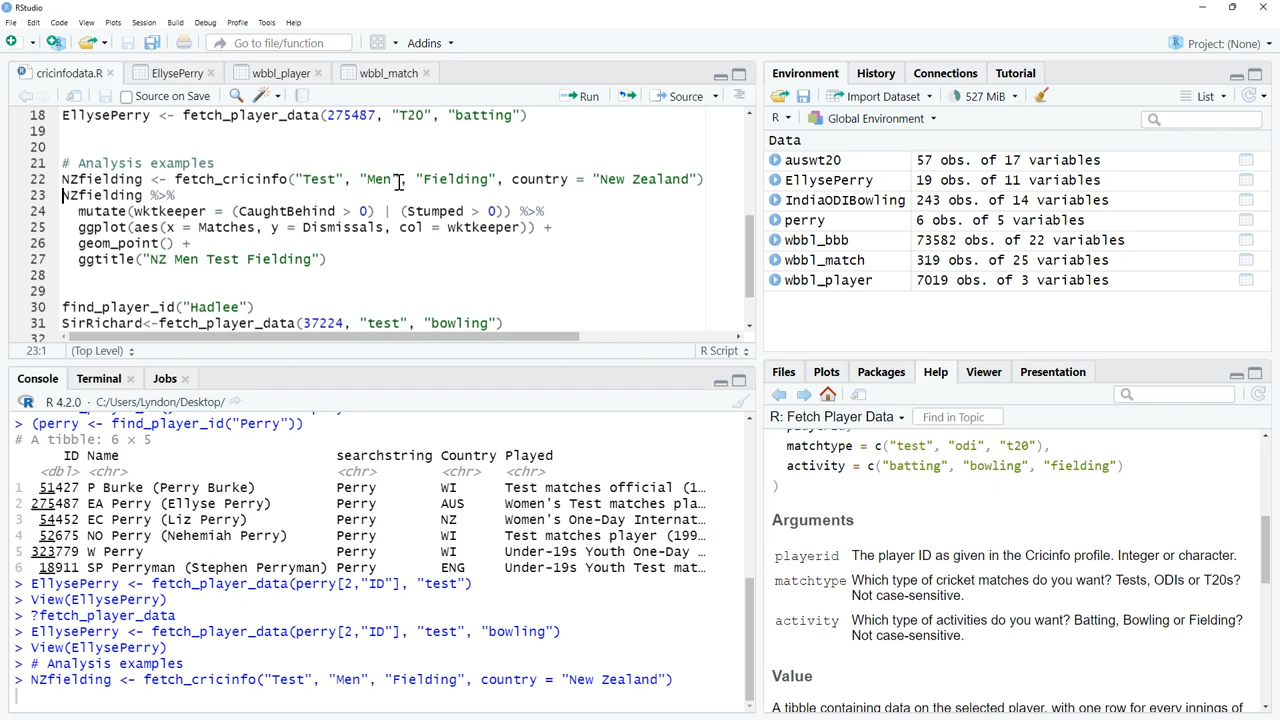 RStudio
File Edit Code View Plots Session Build Debug Profile Tools Help
Go to file/function Addins Project: (None)
cricinfodata.R EllysePerry wbbl_player wbbl_match
Source on Save Run Source
18 EllysePerry <- fetch_player_data(275487, "T20", "batting")
19
20
21 # Analysis examples
22 NZfielding <- fetch_cricinfo("Test", "Men", "Fielding", country = "New Zealand")
23 NZfielding %>%
24 mutate(wktkeeper = (CaughtBehind > 0) | (Stumped > 0)) %>%
25 ggplot(aes(x = Matches, y = Dismissals, col = wktkeeper)) +
26 geom_point() +
27 ggtitle("NZ Men Test Fielding")
28
29
30 find_player_id("Hadlee")
31 SirRichard<-fetch_player_data(37224, "test", "bowling")
32
23:1 (Top Level) R Script
Console Terminal Jobs
R 4.2.0 · C:/Users/Lyndon/Desktop/
> (perry <- find_player_id("Perry"))
# A tibble: 6 × 5
ID Name searchstring Country Played
<dbl> <chr> <chr> <chr> <chr>
1 51427 P Burke (Perry Burke) Perry WI Test matches official (1…
2 275487 EA Perry (Ellyse Perry) Perry AUS Women's Test matches pla…
3 54452 EC Perry (Liz Perry) Perry NZ Women's One-Day Internat…
4 52675 NO Perry (Nehemiah Perry) Perry WI Test matches player (199…
5 323779 W Perry Perry WI Under-19s Youth One-Day …
6 18911 SP Perryman (Stephen Perryman) Perry ENG Under-19s Youth Test mat…
> EllysePerry <- fetch_player_data(perry[2,"ID"], "test")
> View(EllysePerry)
> ?fetch_player_data
> EllysePerry <- fetch_player_data(perry[2,"ID"], "test", "bowling")
> View(EllysePerry)
> # Analysis examples
> NZfielding <- fetch_cricinfo("Test", "Men", "Fielding", country = "New Zealand")
Environment History Connections Tutorial
Import Dataset 527 MiB List
R Global Environment
Data
auswt20 57 obs. of 17 variables
EllysePerry 19 obs. of 11 variables
IndiaODIBowling 243 obs. of 14 variables
perry 6 obs. of 5 variables
wbbl_bbb 73582 obs. of 22 variables
wbbl_match 319 obs. of 25 variables
wbbl_player 7019 obs. of 3 variables
Files Plots Packages Help Viewer Presentation
R: Fetch Player Data Find in Topic
matchtype = c("test", "odi", "t20"),
activity = c("batting", "bowling", "fielding")
)
Arguments
playerid The player ID as given in the Cricinfo profile. Integer or character.
matchtype Which type of cricket matches do you want? Tests, ODIs or T20s?
Not case-sensitive.
activity Which type of activities do you want? Batting, Bowling or Fielding?
Not case-sensitive.
Value
A tibble containing data on the selected player, with one row for every innings of